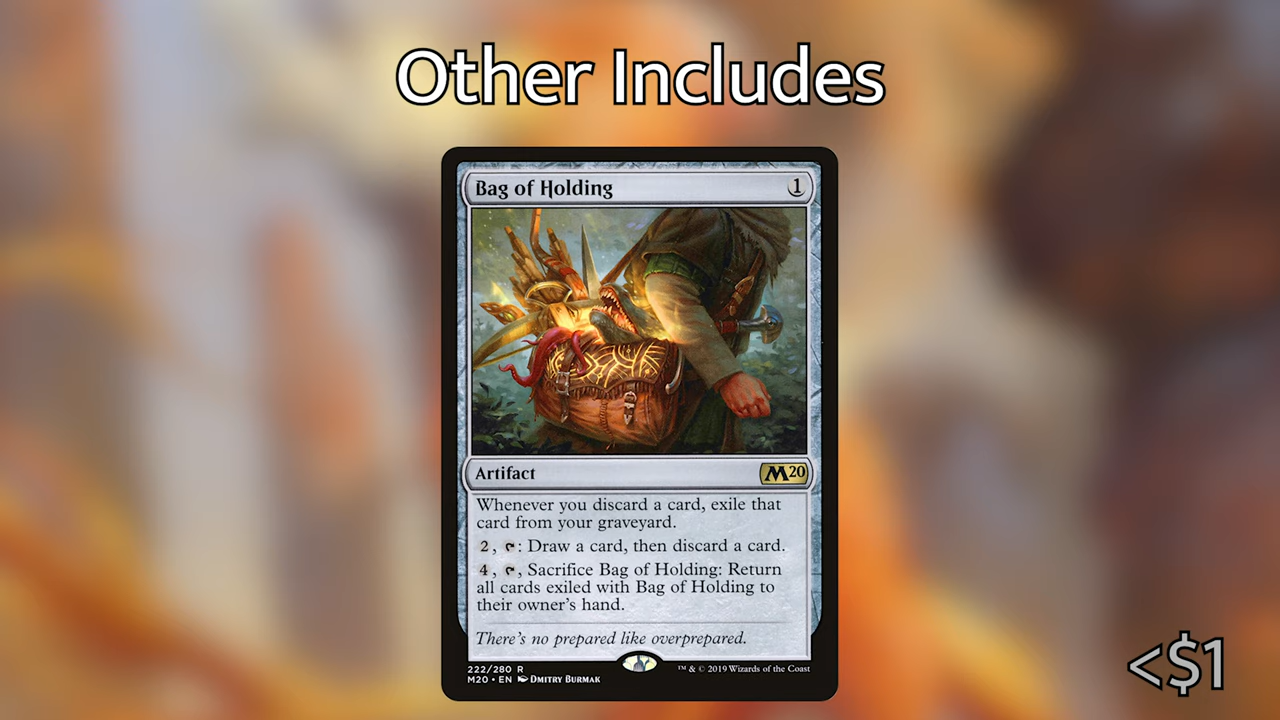 Other Includes
Bag of Holding 1
Artifact M20
Whenever you discard a card, exile that
card from your graveyard.
2, T: Draw a card, then discard a card.
4, T, Sacrifice Bag of Holding: Return
all cards exiled with Bag of Holding to
their owner's hand.
There's no prepared like overprepared.
222/280 R
M20 • EN DMITRY BURMAK
™ & © 2019 Wizards of the Coast
<$1